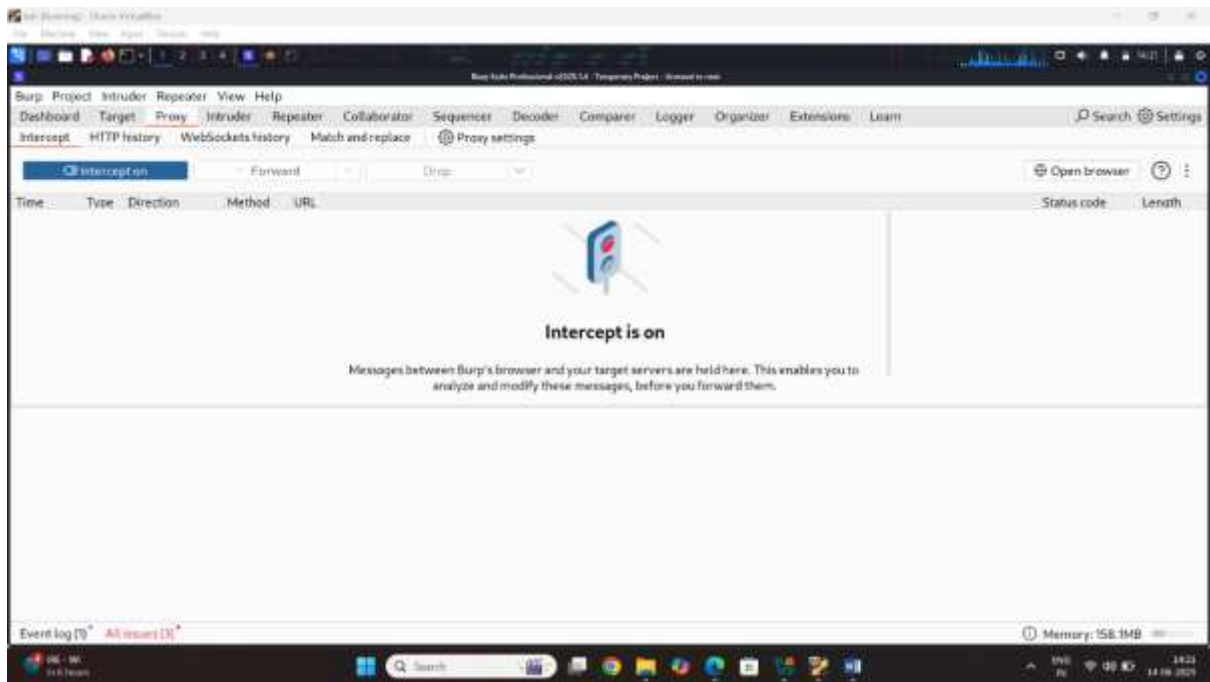 Burp Project Intruder Repeater View Help
Dashboard Target Proxy Intruder Repeater Collaborator Sequencer Decoder Comparer Logger Organizer Extensions Learn Search Settings
Intercept HTTP history WebSockets history Match and replace Proxy settings
Intercept on Forward Drop Open browser
Time Type Direction Method URL Status code Length
Intercept is on
Messages between Burp's browser and your target servers are held here. This enables you to
analyze and modify these messages, before you forward them.
Event log All issues Memory: 158.1MB
Search
ENG 14:21
IN